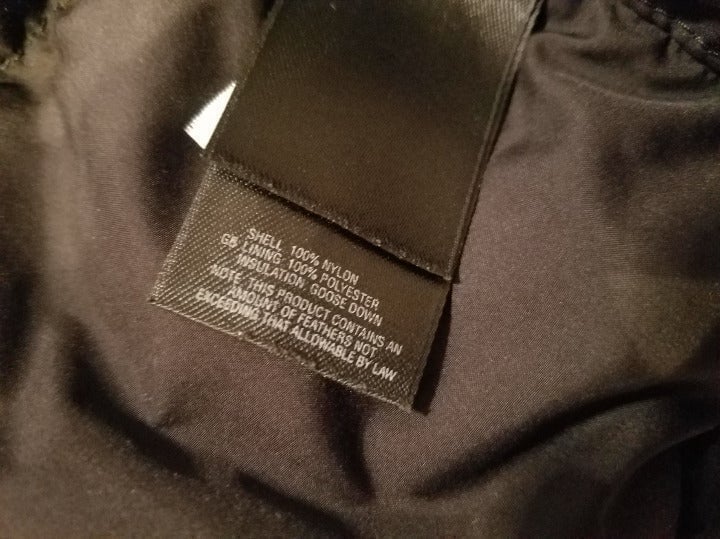 SHELL 100% NYLON
GB LINING: 100% POLYESTER
INSULATION: GOOSE DOWN
NOTE: THIS PRODUCT CONTAINS AN
AMOUNT OF FEATHERS NOT
EXCEEDING THAT ALLOWABLE BY LAW